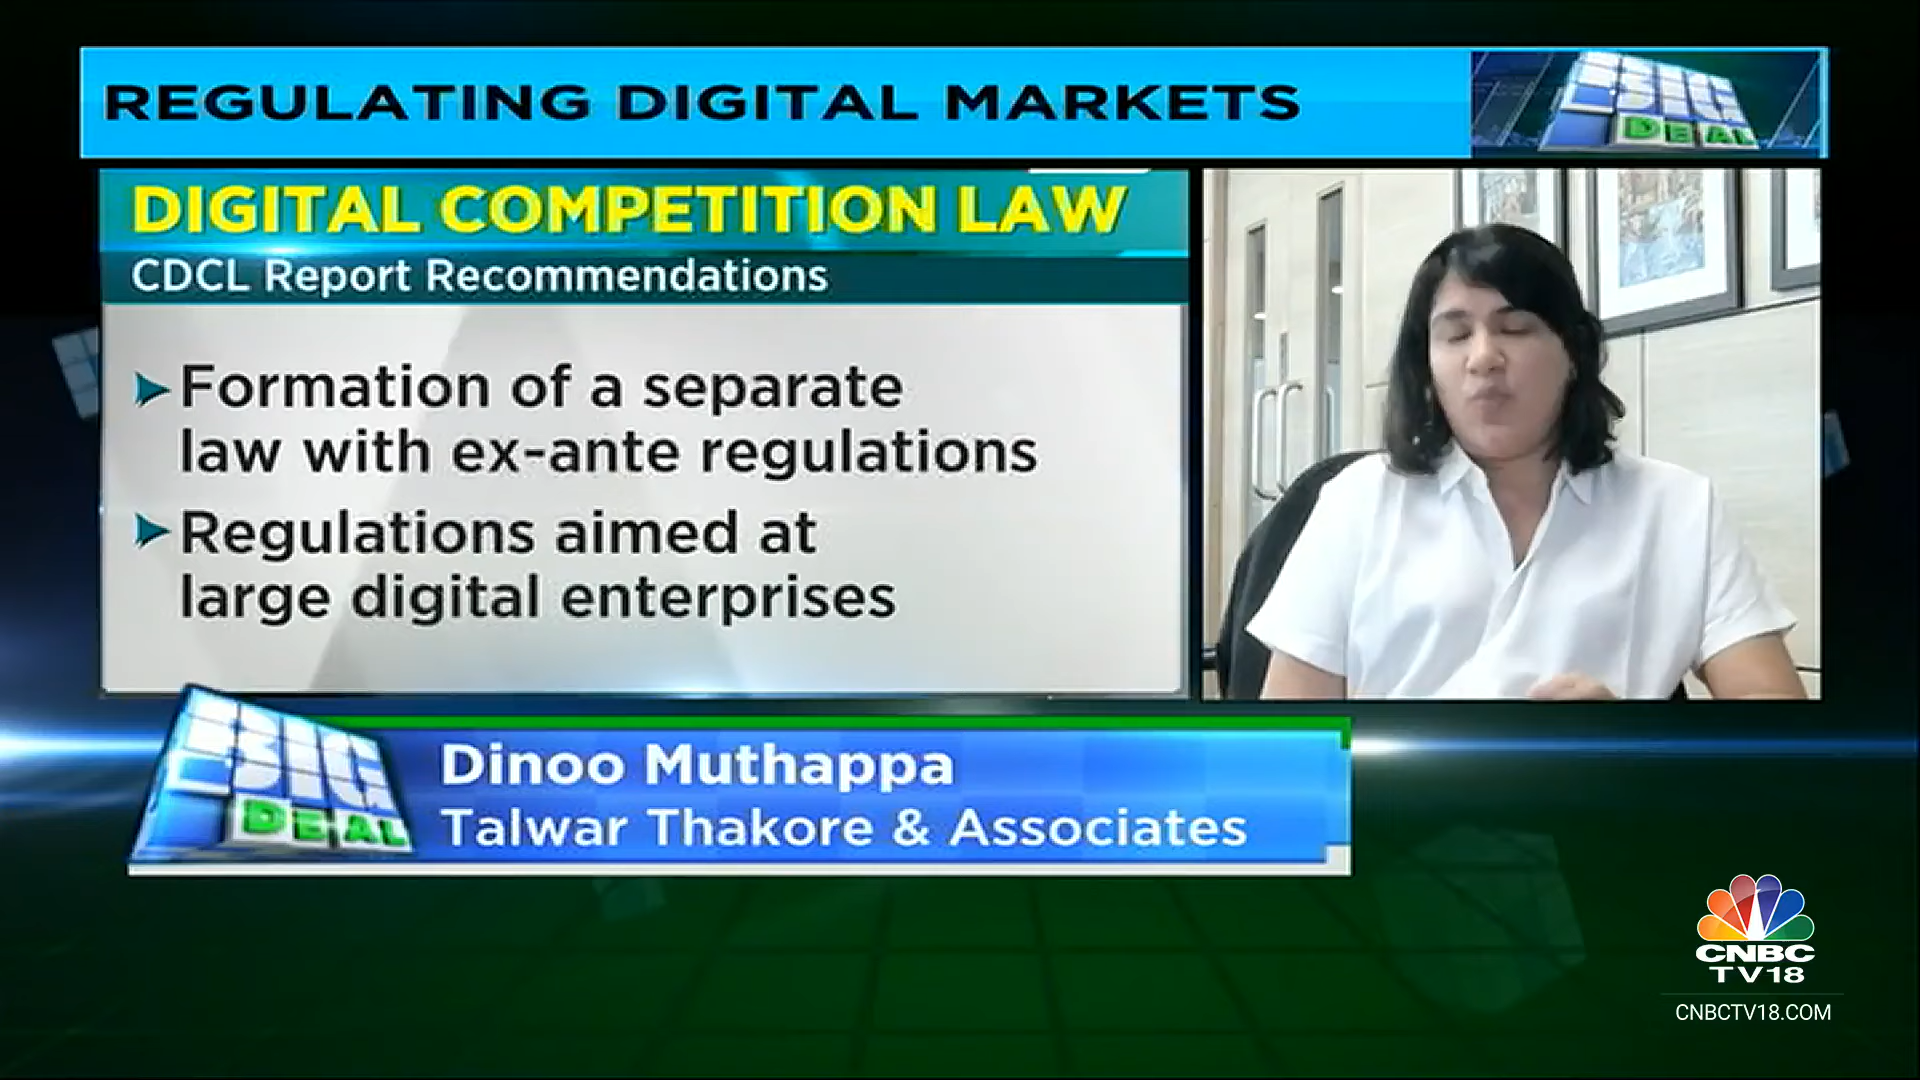 REGULATING DIGITAL MARKETS
BIG
DEAL
DIGITAL COMPETITION LAW
CDCL Report Recommendations
Formation of a separate
law with ex-ante regulations
Regulations aimed at
large digital enterprises
BIG
DEAL
Dinoo Muthappa
Talwar Thakore & Associates
CNBC
TV18
CNBCTV18.COM